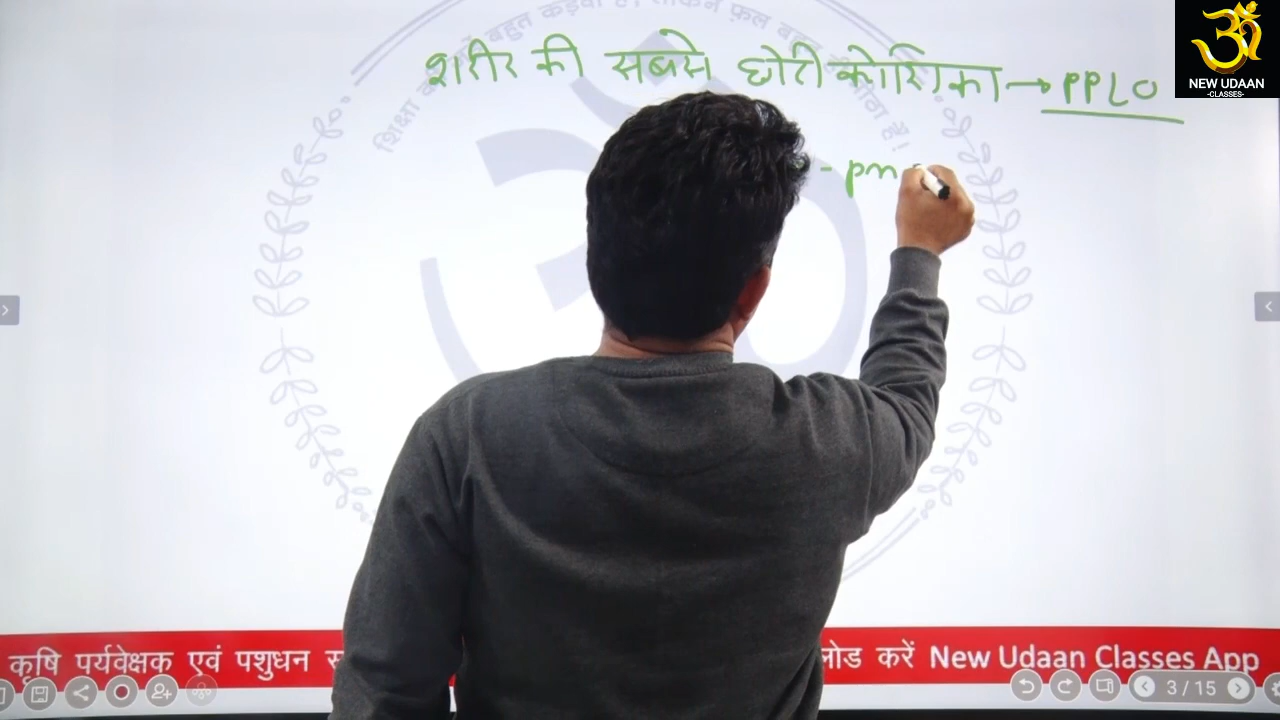 NEW UDAAN
-CLASSES-
शरीर की सबसे छोटी कोशिका → PPLO
- pn
कृषि पर्यवेक्षक एवं पशुधन
लोड करें New Udaan Classes App
3 / 15